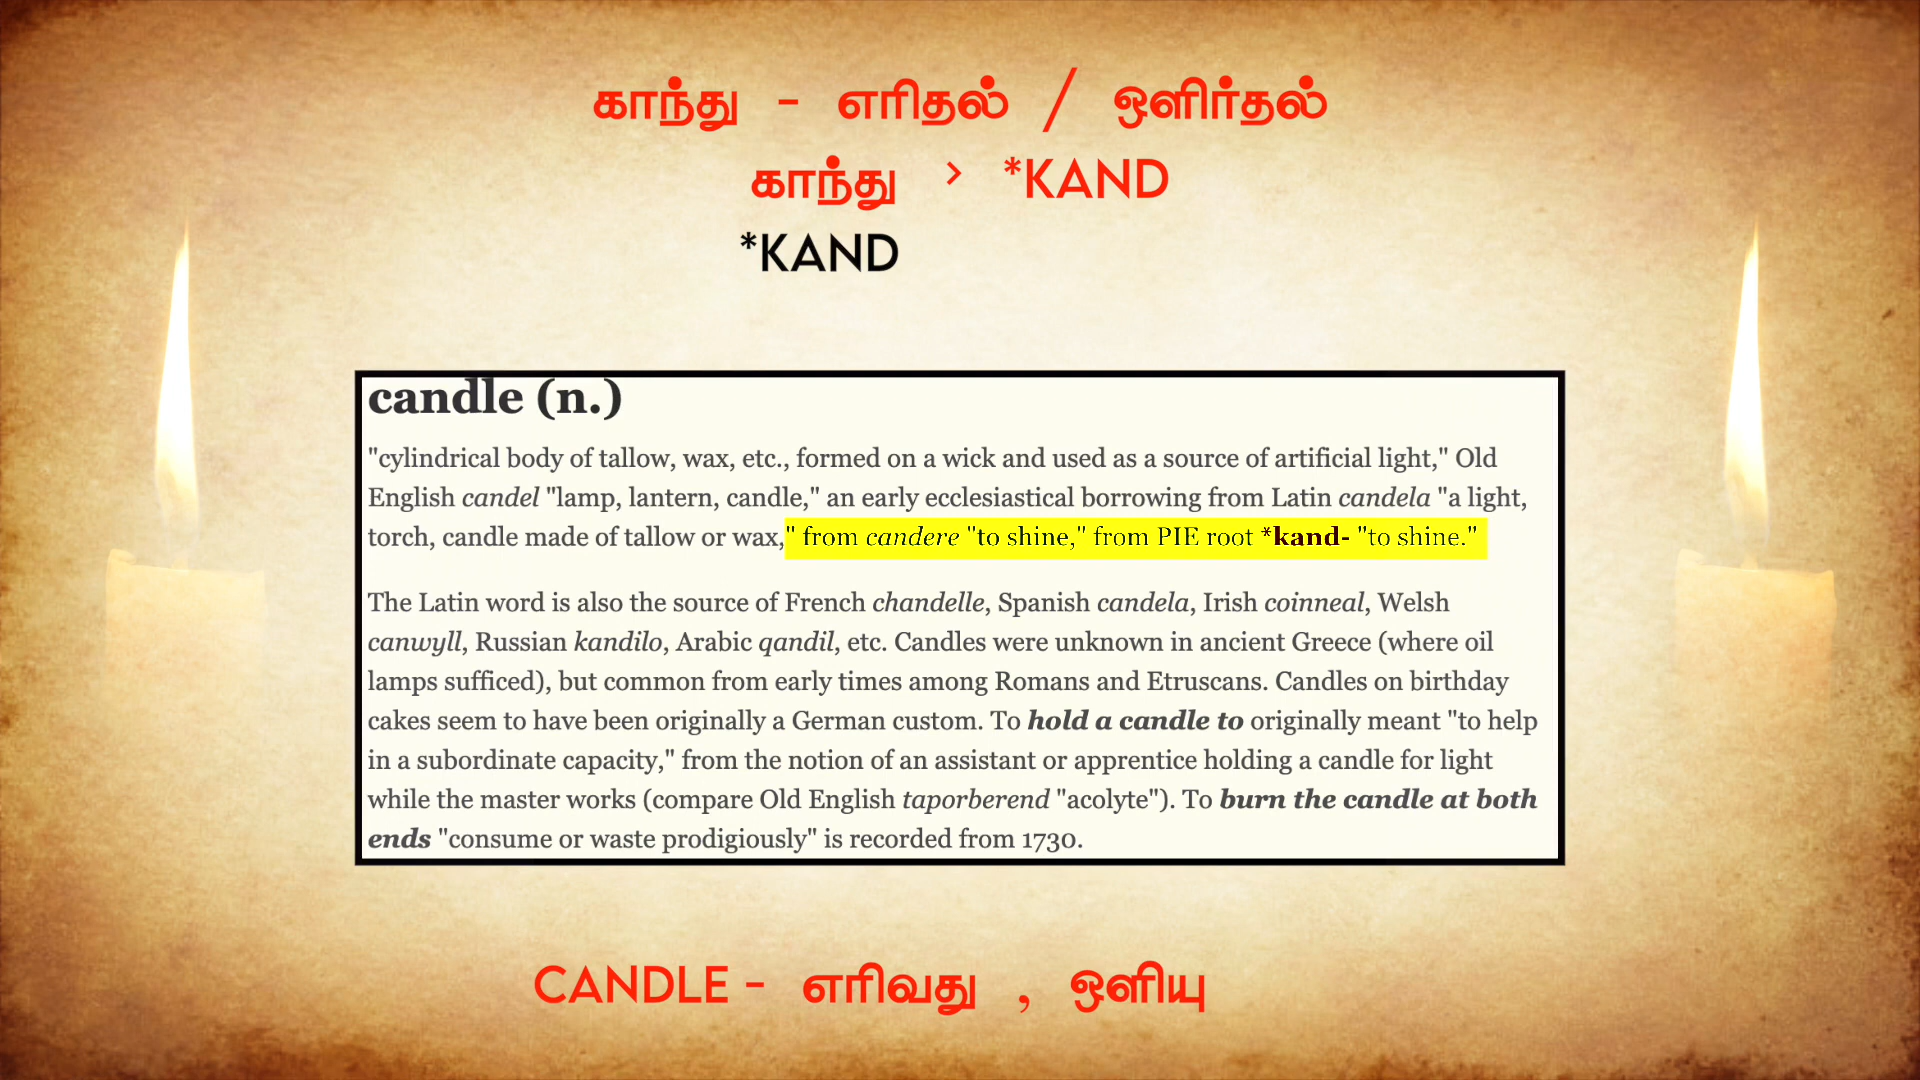 காந்து - எரிதல் / ஒளிர்தல்
காந்து > *KAND
*KAND
candle (n.)
"cylindrical body of tallow, wax, etc., formed on a wick and used as a source of artificial light," Old
English candel "lamp, lantern, candle," an early ecclesiastical borrowing from Latin candela "a light,
torch, candle made of tallow or wax," from candere "to shine," from PIE root *kand- "to shine."
The Latin word is also the source of French chandelle, Spanish candela, Irish coinneal, Welsh
canwyll, Russian kandilo, Arabic qandil, etc. Candles were unknown in ancient Greece (where oil
lamps sufficed), but common from early times among Romans and Etruscans. Candles on birthday
cakes seem to have been originally a German custom. To hold a candle to originally meant "to help
in a subordinate capacity," from the notion of an assistant or apprentice holding a candle for light
while the master works (compare Old English taporberend "acolyte"). To burn the candle at both
ends "consume or waste prodigiously" is recorded from 1730.
CANDLE - எரிவது , ஒளியு